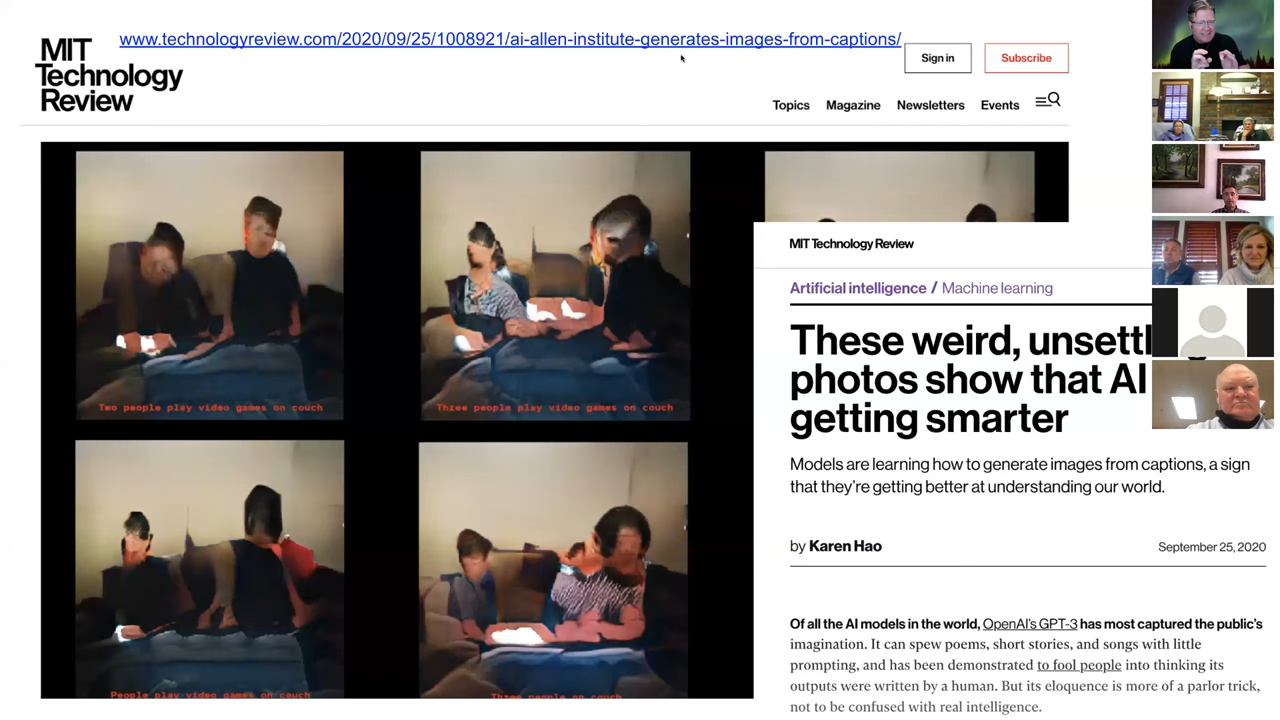 www.technologyreview.com/2020/09/25/1008921/ai-allen-institute-generates-images-from-captions/
MIT
Technology
Review
Sign in
Subscribe
Topics Magazine Newsletters Events
Two people play video games on couch
Three people play video games on couch
People play video games on couch
Three people on couch
MIT Technology Review
Artificial intelligence / Machine learning
These weird,
photos show that AI
getting smarter
Models are learning how to generate images from captions, a sign
that they're getting better at understanding our world.
by Karen Hao
September 25, 2020
Of all the AI models in the world, OpenAI's GPT-3 has most captured the public's
imagination. It can spew poems, short stories, and songs with little
prompting, and has been demonstrated to fool people into thinking its
outputs were written by a human. But its eloquence is more of a parlor trick,
not to be confused with real intelligence.